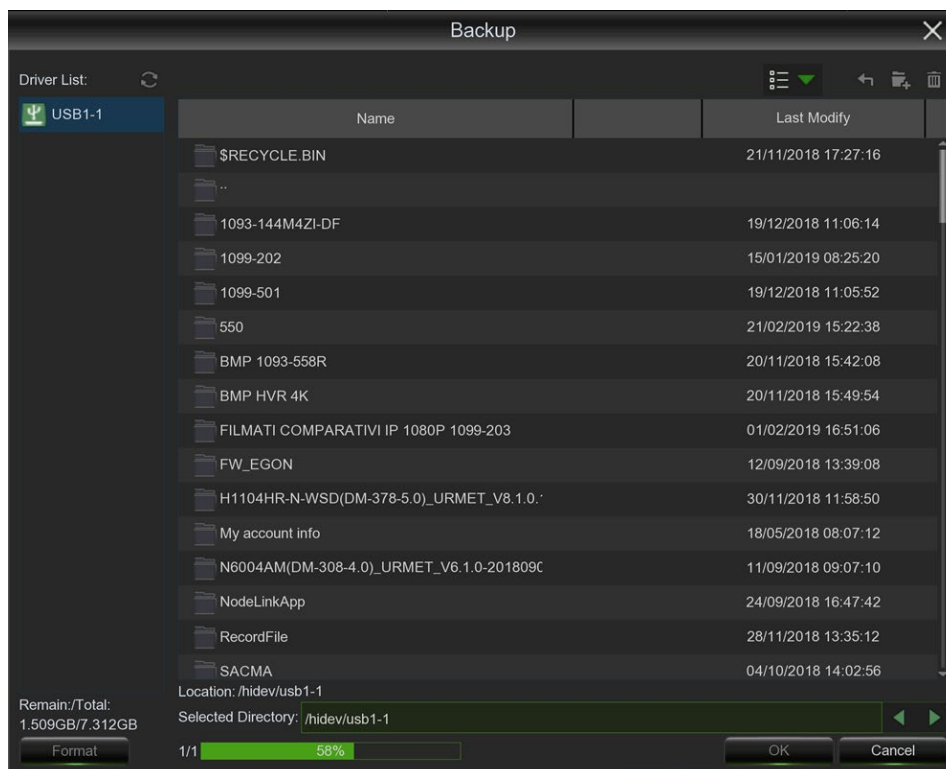 Backup
Driver List:
USB1-1
Name Last Modify
$RECYCLE.BIN 21/11/2018 17:27:16
..
1093-144M4ZI-DF 19/12/2018 11:06:14
1099-202 15/01/2019 08:25:20
1099-501 19/12/2018 11:05:52
550 21/02/2019 15:22:38
BMP 1093-558R 20/11/2018 15:42:08
BMP HVR 4K 20/11/2018 15:49:54
FILMATI COMPARATIVI IP 1080P 1099-203 01/02/2019 16:51:06
FW_EGON 12/09/2018 13:39:08
H1104HR-N-WSD(DM-378-5.0)_URMET_V8.1.0. 30/11/2018 11:58:50
My account info 18/05/2018 08:07:12
N6004AM(DM-308-4.0)_URMET_V6.1.0-2018090 11/09/2018 09:07:10
NodeLinkApp 24/09/2018 16:47:42
RecordFile 28/11/2018 13:35:12
SACMA 04/10/2018 14:02:56
Location: /hidev/usb1-1
Remain:/Total:
1.509GB/7.312GB
Selected Directory: /hidev/usb1-1
Format
1/1 58%
OK Cancel